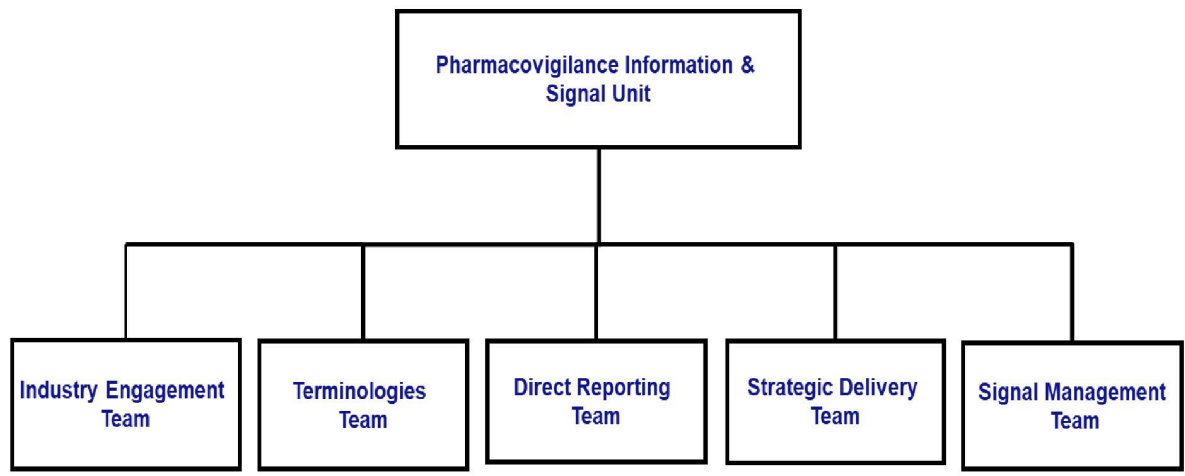 Pharmacovigilance Information &
Signal Unit
Industry Engagement
Team
Terminologies
Team
Direct Reporting
Team
Strategic Delivery
Team
Signal Management
Team